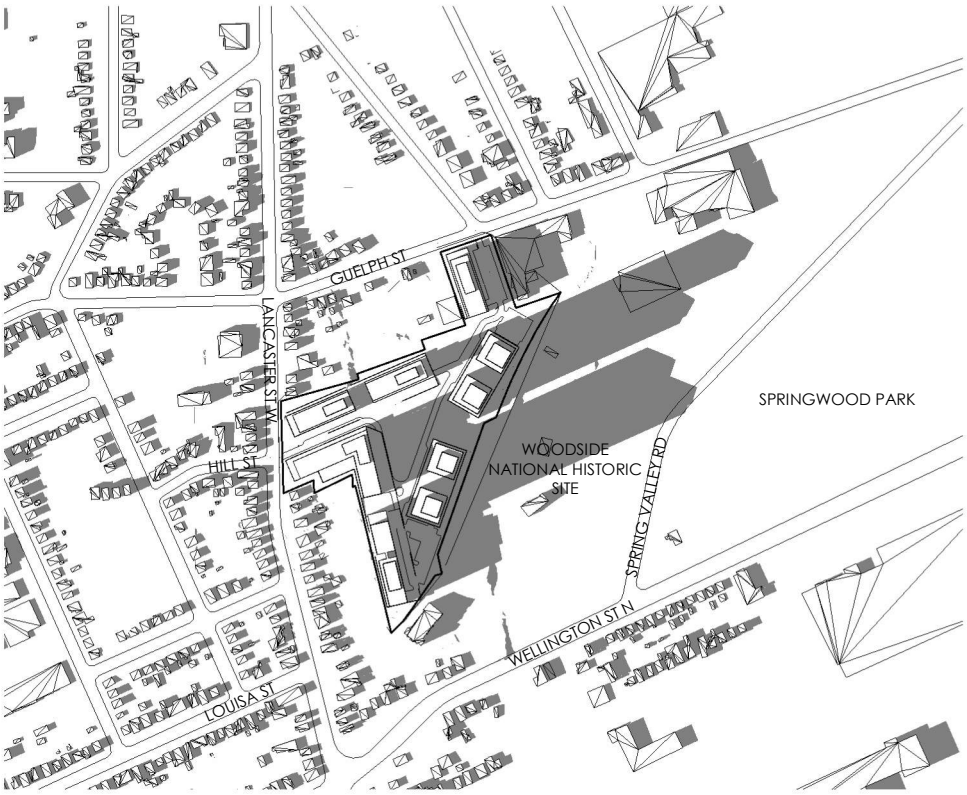 GUELPH ST
LANCASTER ST W.
SPRINGWOOD PARK
WOODSIDE
NATIONAL HISTORIC
SITE
HILL ST
SPRING VALLEY RD
WELLINGTON ST N
LOUISA ST